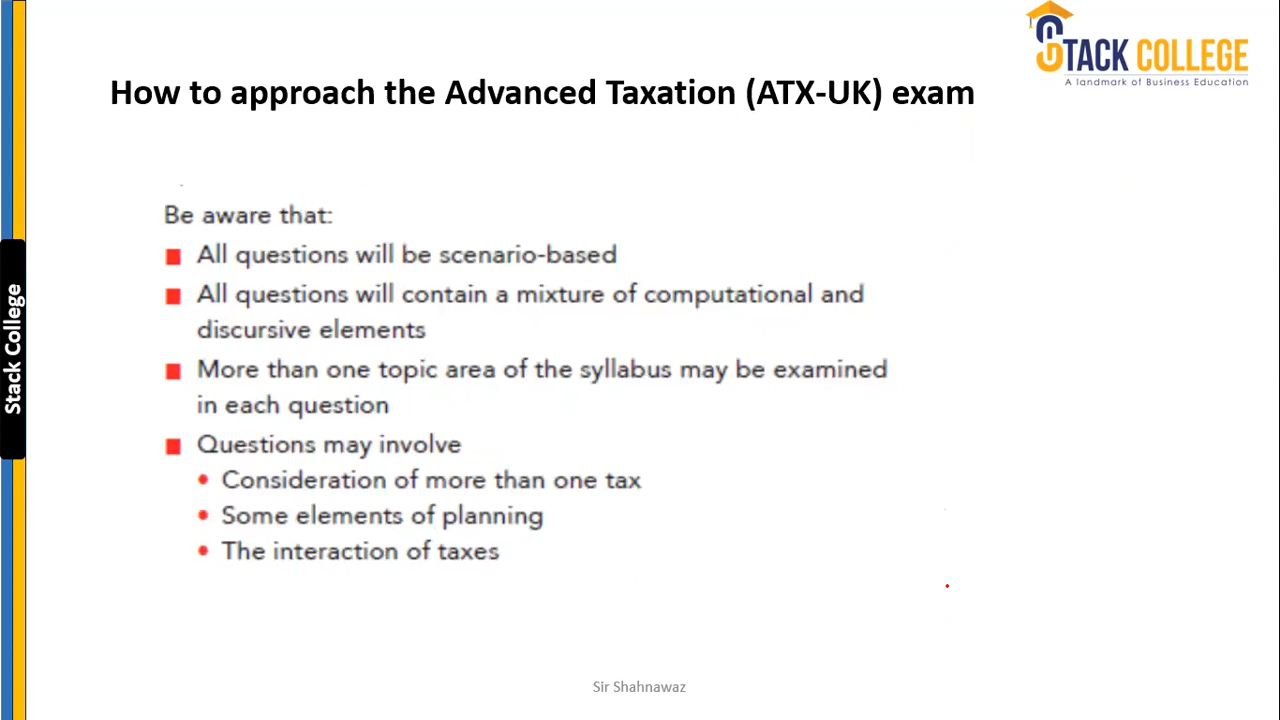 STACK COLLEGE
A landmark of Business Education
How to approach the Advanced Taxation (ATX-UK) exam
Be aware that:
■ All questions will be scenario-based
■ All questions will contain a mixture of computational and
discursive elements
■ More than one topic area of the syllabus may be examined
in each question
■ Questions may involve
• Consideration of more than one tax
• Some elements of planning
• The interaction of taxes
Stack College
Sir Shahnawaz